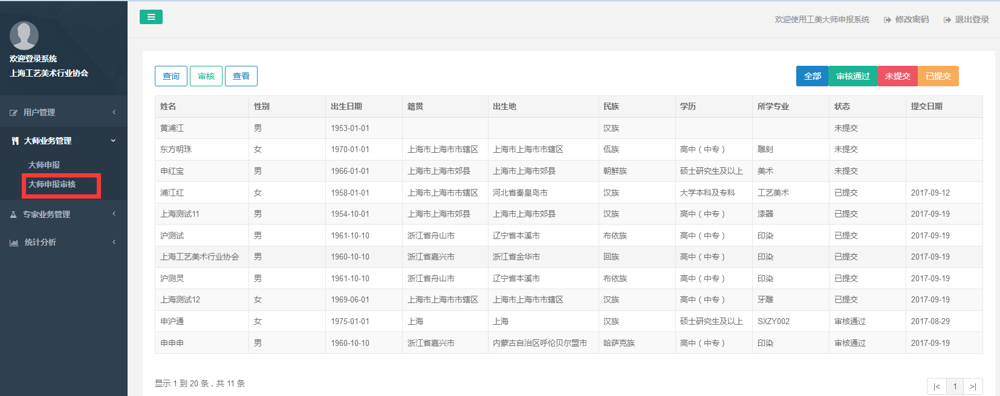 欢迎使用工美大师申报系统 修改密码 退出登录
欢迎登录系统
上海工艺美术行业协会
用户管理
大师业务管理
大师申报
大师申报审核
专家业务管理
统计分析
查询 审核 查看 全部 审核通过 未提交 已提交
姓名 性别 出生日期 籍贯 出生地 民族 学历 所学专业 状态 提交日期
黄浦江 男 1953-01-01 汉族 未提交
东方明珠 女 1970-01-01 上海市上海市市辖区 上海市上海市市辖区 佤族 高中（中专） 雕刻 未提交
申红宝 男 1966-01-01 上海市上海市郊县 上海市上海市郊县 朝鲜族 硕士研究生及以上 美术 未提交
浦江红 女 1958-01-01 上海市上海市市辖区 河北省秦皇岛市 汉族 大学本科及专科 工艺美术 已提交 2017-09-12
上海测试11 男 1954-10-01 上海市上海市郊县 上海市上海市郊县 汉族 高中（中专） 漆器 已提交 2017-09-19
沪测试 男 1961-10-10 浙江省舟山市 辽宁省本溪市 布依族 高中（中专） 印染 已提交 2017-09-19
上海工艺美术行业协会 男 1960-10-10 浙江省嘉兴市 浙江省金华市 回族 高中（中专） 印染 已提交 2017-09-19
沪测灵 男 1961-10-10 浙江省舟山市 辽宁省本溪市 布依族 高中（中专） 印染 已提交 2017-09-19
上海测试12 女 1969-06-01 上海市上海市市辖区 上海市上海市市辖区 汉族 高中（中专） 牙雕 已提交 2017-09-19
申沪通 女 1975-01-01 上海 上海 汉族 硕士研究生及以上 SXZY002 审核通过 2017-08-29
申申申 男 1960-10-10 浙江省嘉兴市 内蒙古自治区呼伦贝尔盟市 哈萨克族 高中（中专） 印染 审核通过 2017-09-19
显示 1 到 20 条，共 11 条 |< 1 >|